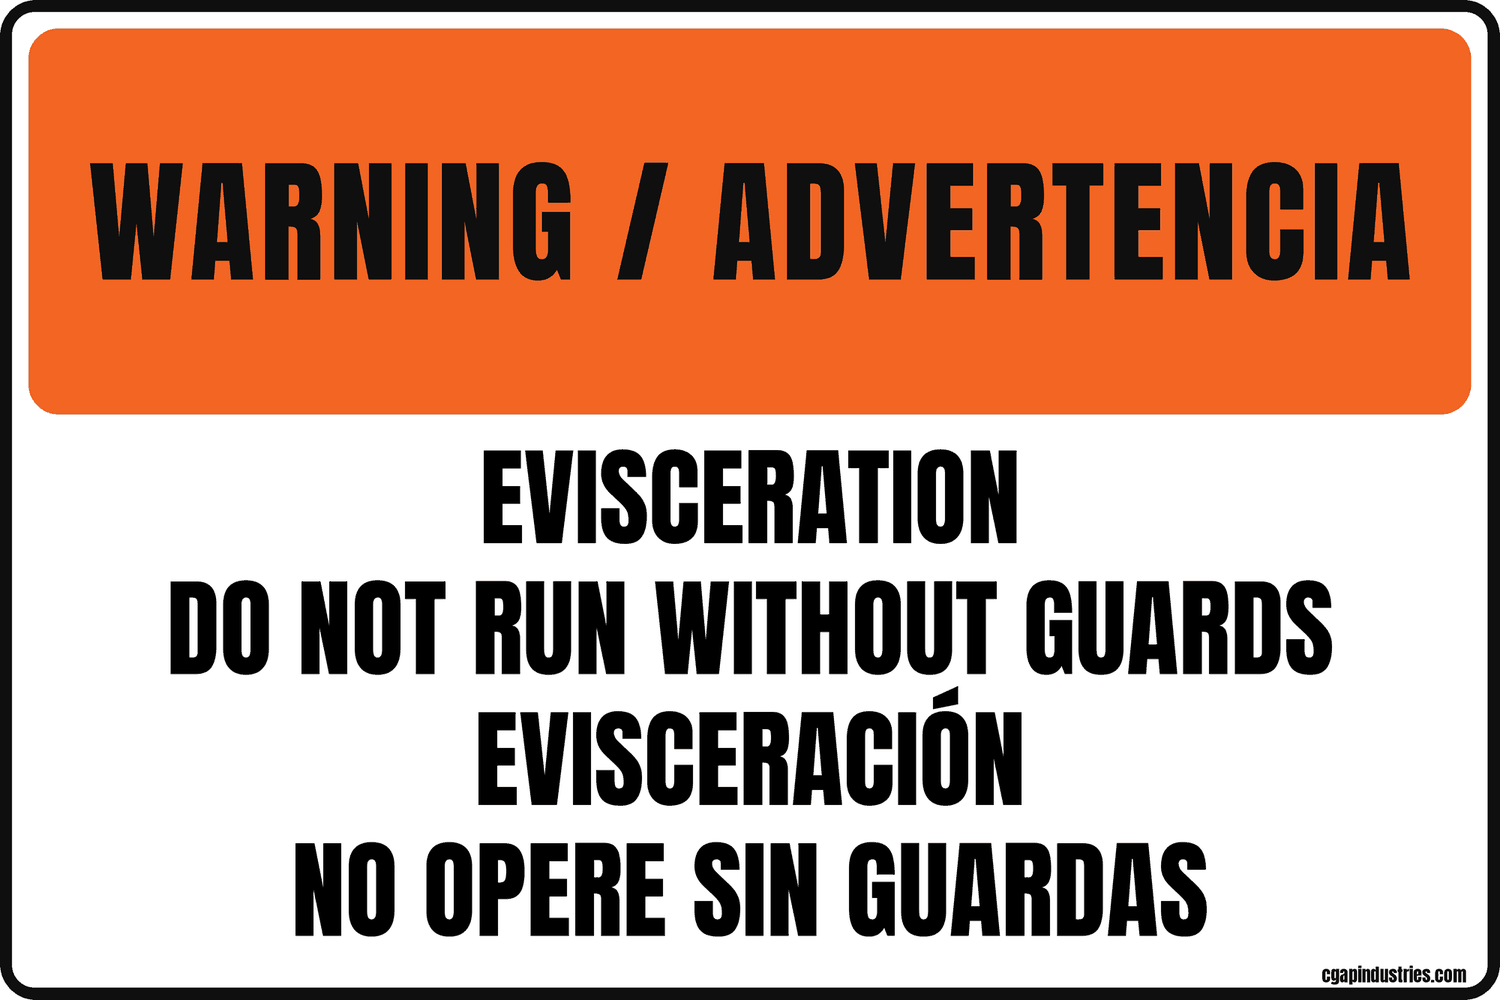 WARNING / ADVERTENCIA
EVISCERATION
DO NOT RUN WITHOUT GUARDS
EVISCERACIÓN
NO OPERE SIN GUARDAS
cgapindustries.com